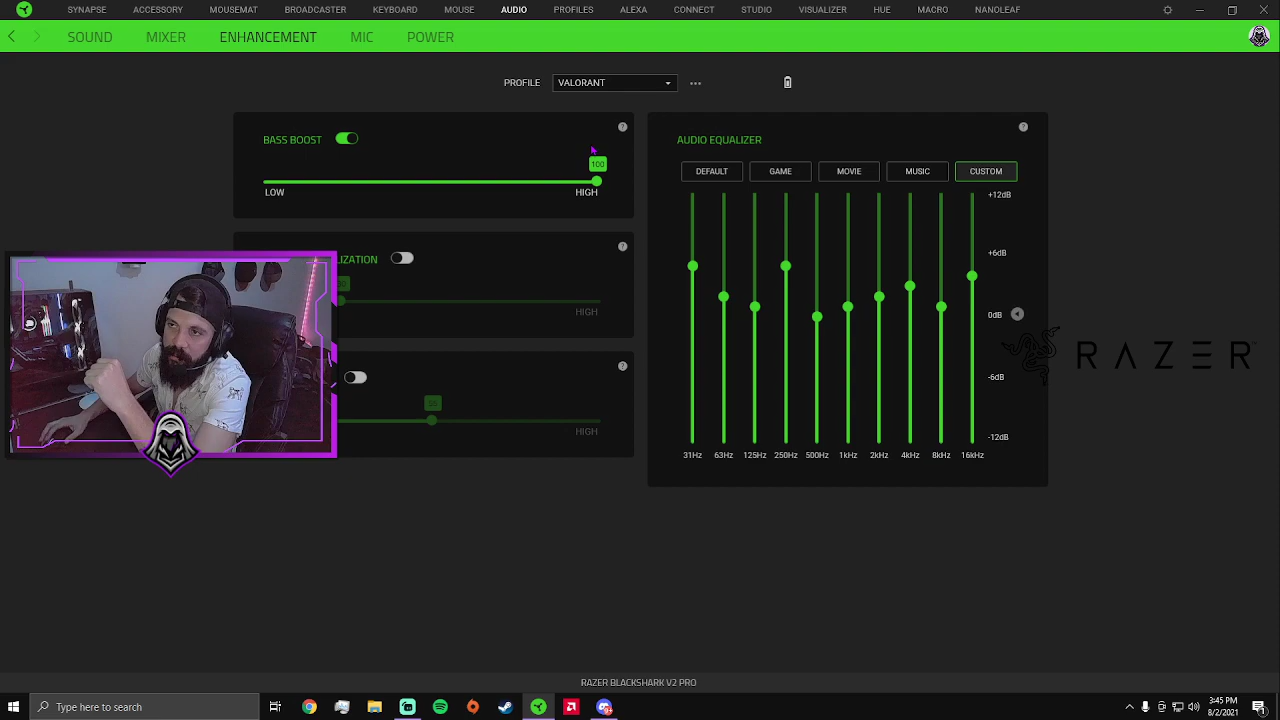 SYNAPSE ACCESSORY MOUSEMAT BROADCASTER KEYBOARD MOUSE AUDIO PROFILES ALEXA CONNECT STUDIO VISUALIZER HUE MACRO NANOLEAF
SOUND MIXER ENHANCEMENT MIC POWER
PROFILE VALORANT
BASS BOOST
100
LOW HIGH
LIZATION
HIGH
HIGH
AUDIO EQUALIZER
DEFAULT GAME MOVIE MUSIC CUSTOM
+12dB
+6dB
0dB
-6dB
-12dB
31Hz 63Hz 125Hz 250Hz 500Hz 1kHz 2kHz 4kHz 8kHz 16kHz
RAZER
RAZER BLACKSHARK V2 PRO
Type here to search
3:45 PM
8/2/2021